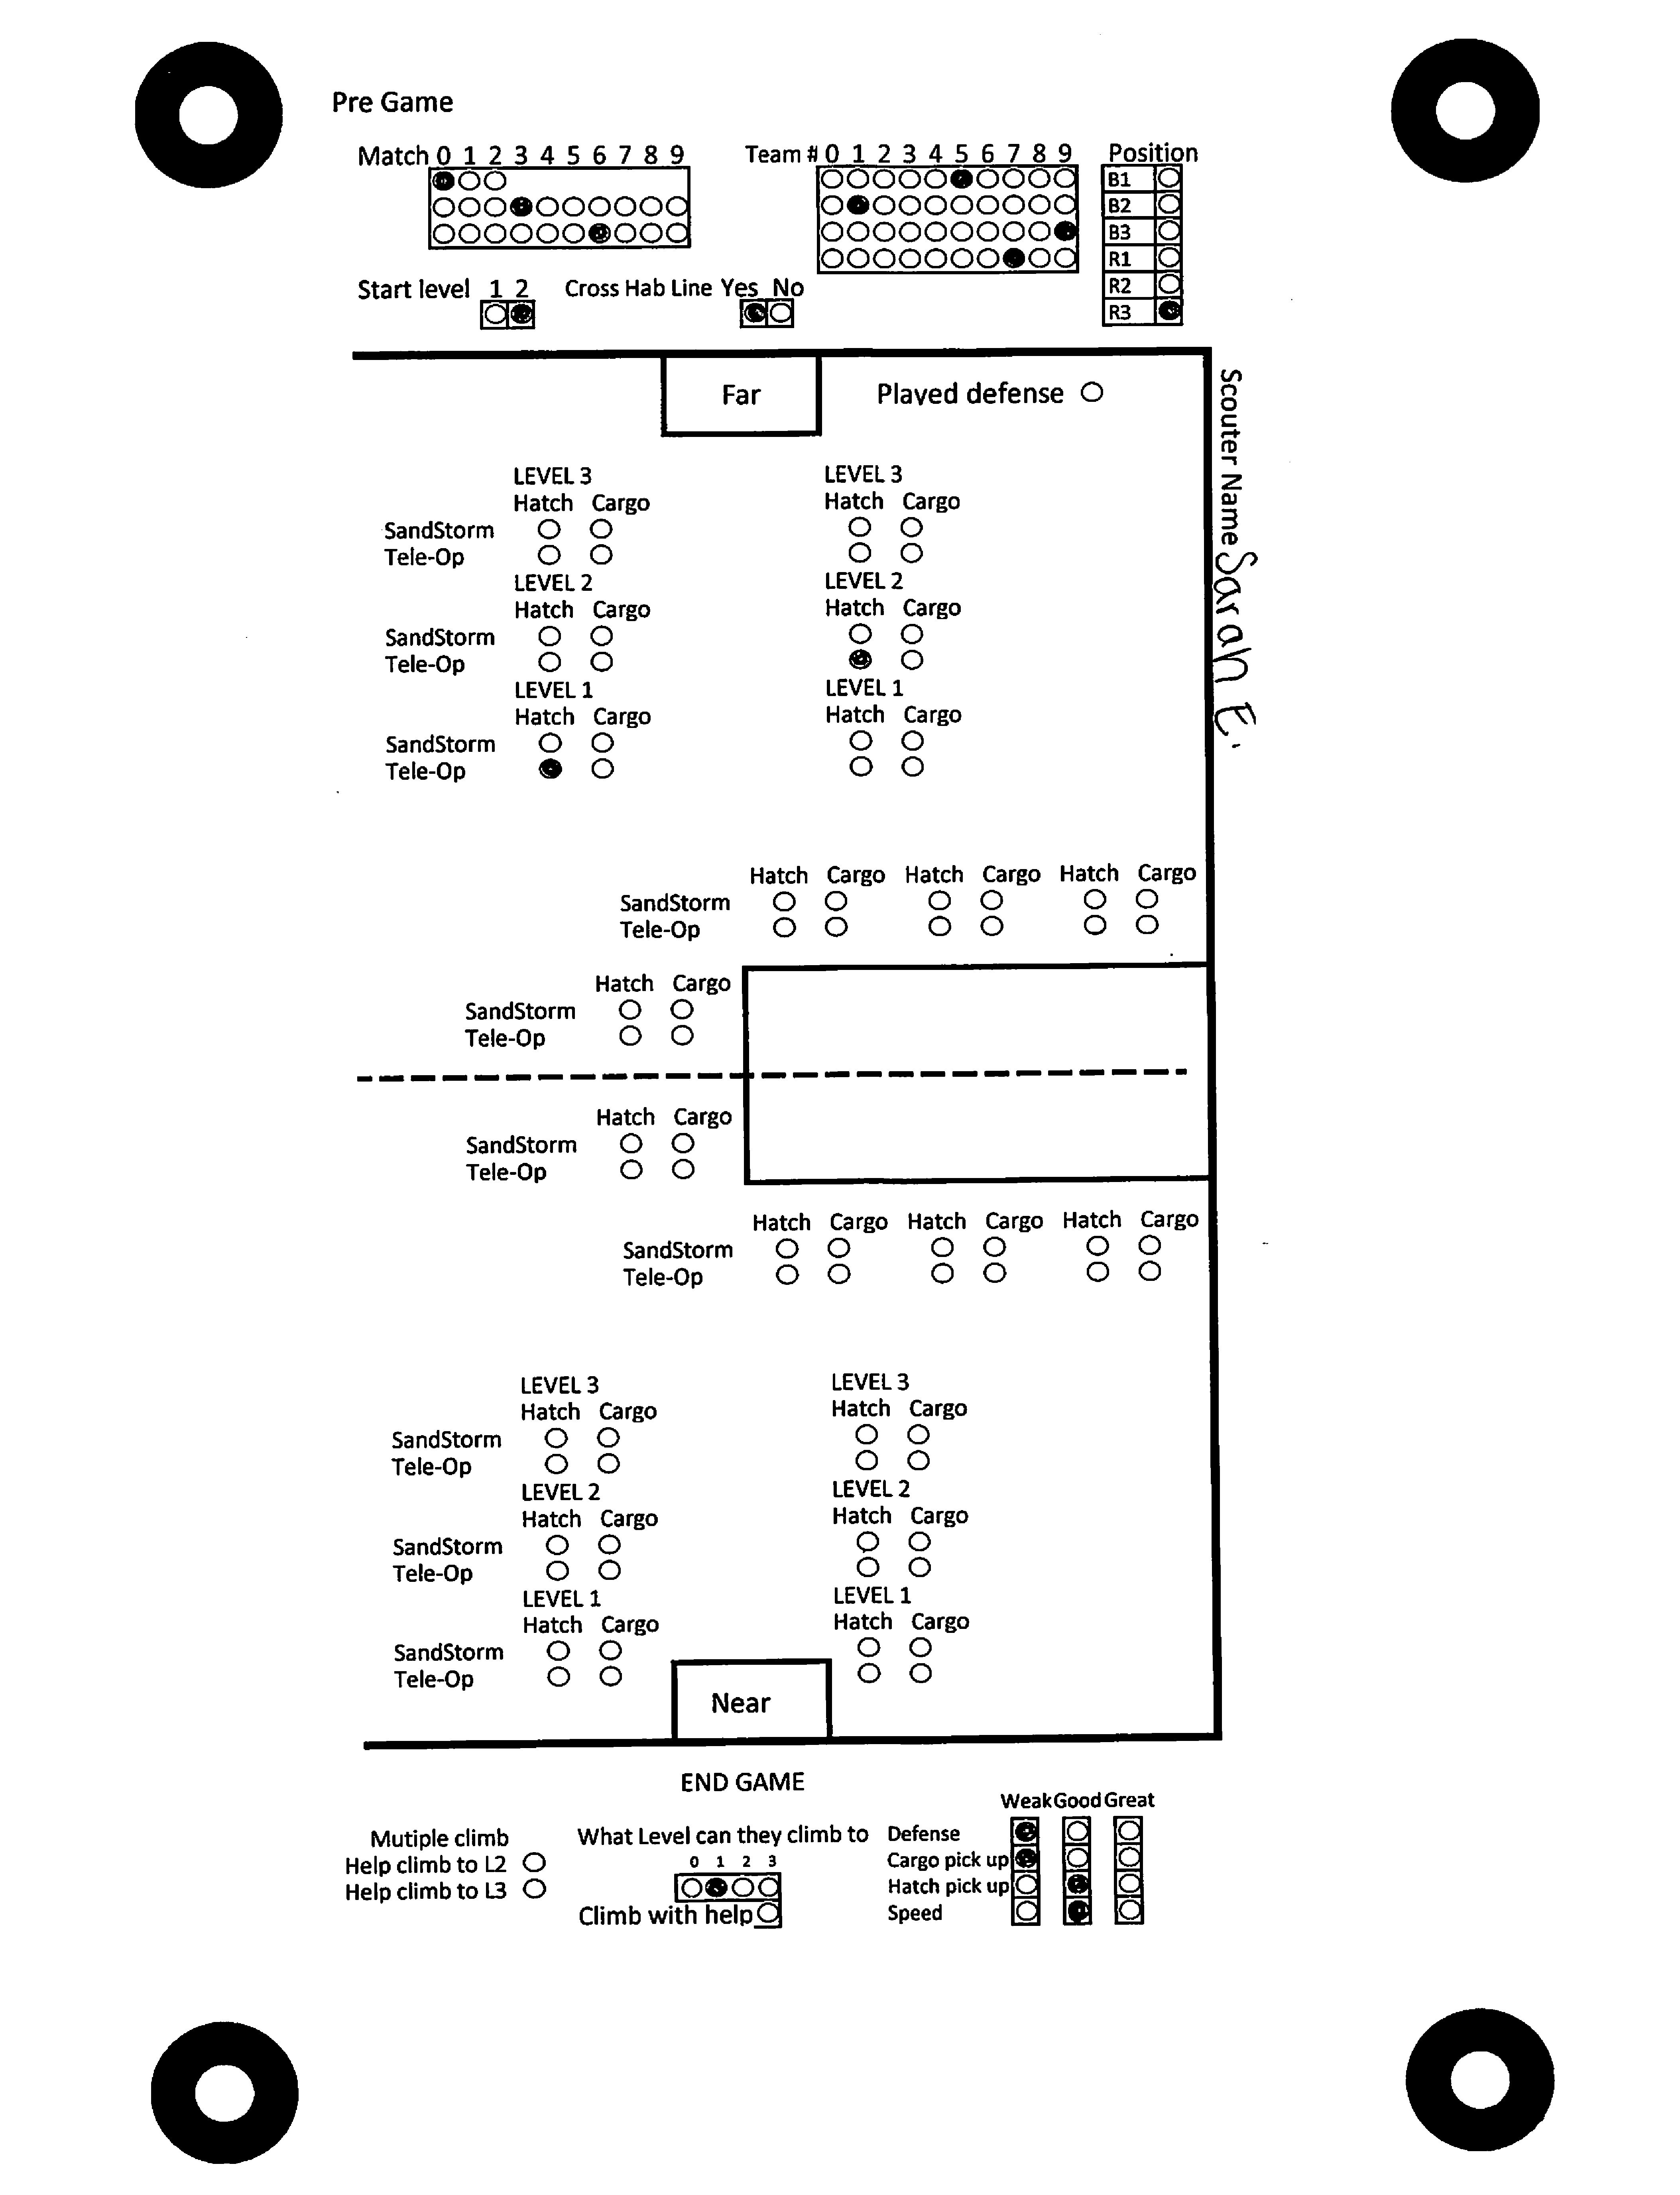 Pre Game
Match 0 1 2 3 4 5 6 7 8 9
Team # 0 1 2 3 4 5 6 7 8 9
Position
B1
B2
B3
R1
R2
R3
Start level 1 2
Cross Hab Line Yes No
Far
Played defense
Scouter Name Sarah E.
LEVEL 3 LEVEL 3
Hatch Cargo Hatch Cargo
SandStorm
Tele-Op
LEVEL 2 LEVEL 2
Hatch Cargo Hatch Cargo
SandStorm
Tele-Op
LEVEL 1 LEVEL 1
Hatch Cargo Hatch Cargo
SandStorm
Tele-Op
Hatch Cargo Hatch Cargo Hatch Cargo
SandStorm
Tele-Op
Hatch Cargo
SandStorm
Tele-Op
Hatch Cargo
SandStorm
Tele-Op
Hatch Cargo Hatch Cargo Hatch Cargo
SandStorm
Tele-Op
LEVEL 3 LEVEL 3
Hatch Cargo Hatch Cargo
SandStorm
Tele-Op
LEVEL 2 LEVEL 2
Hatch Cargo Hatch Cargo
SandStorm
Tele-Op
LEVEL 1 LEVEL 1
Hatch Cargo Hatch Cargo
SandStorm
Tele-Op
Near
END GAME
Mutiple climb
Help climb to L2
Help climb to L3
What Level can they climb to
0 1 2 3
Climb with help
Weak Good Great
Defense
Cargo pick up
Hatch pick up
Speed